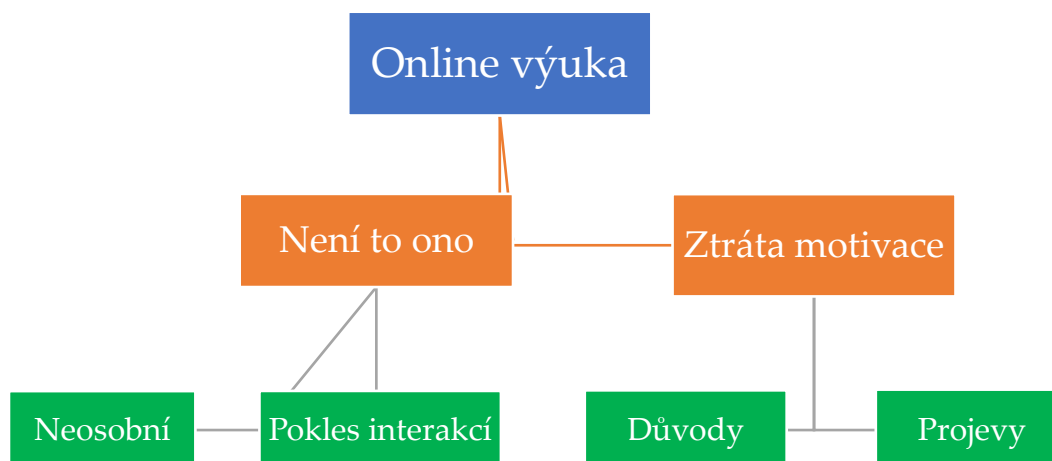 Online výuka
Není to ono
Ztráta motivace
Neosobní
Pokles interakcí
Důvody
Projevy